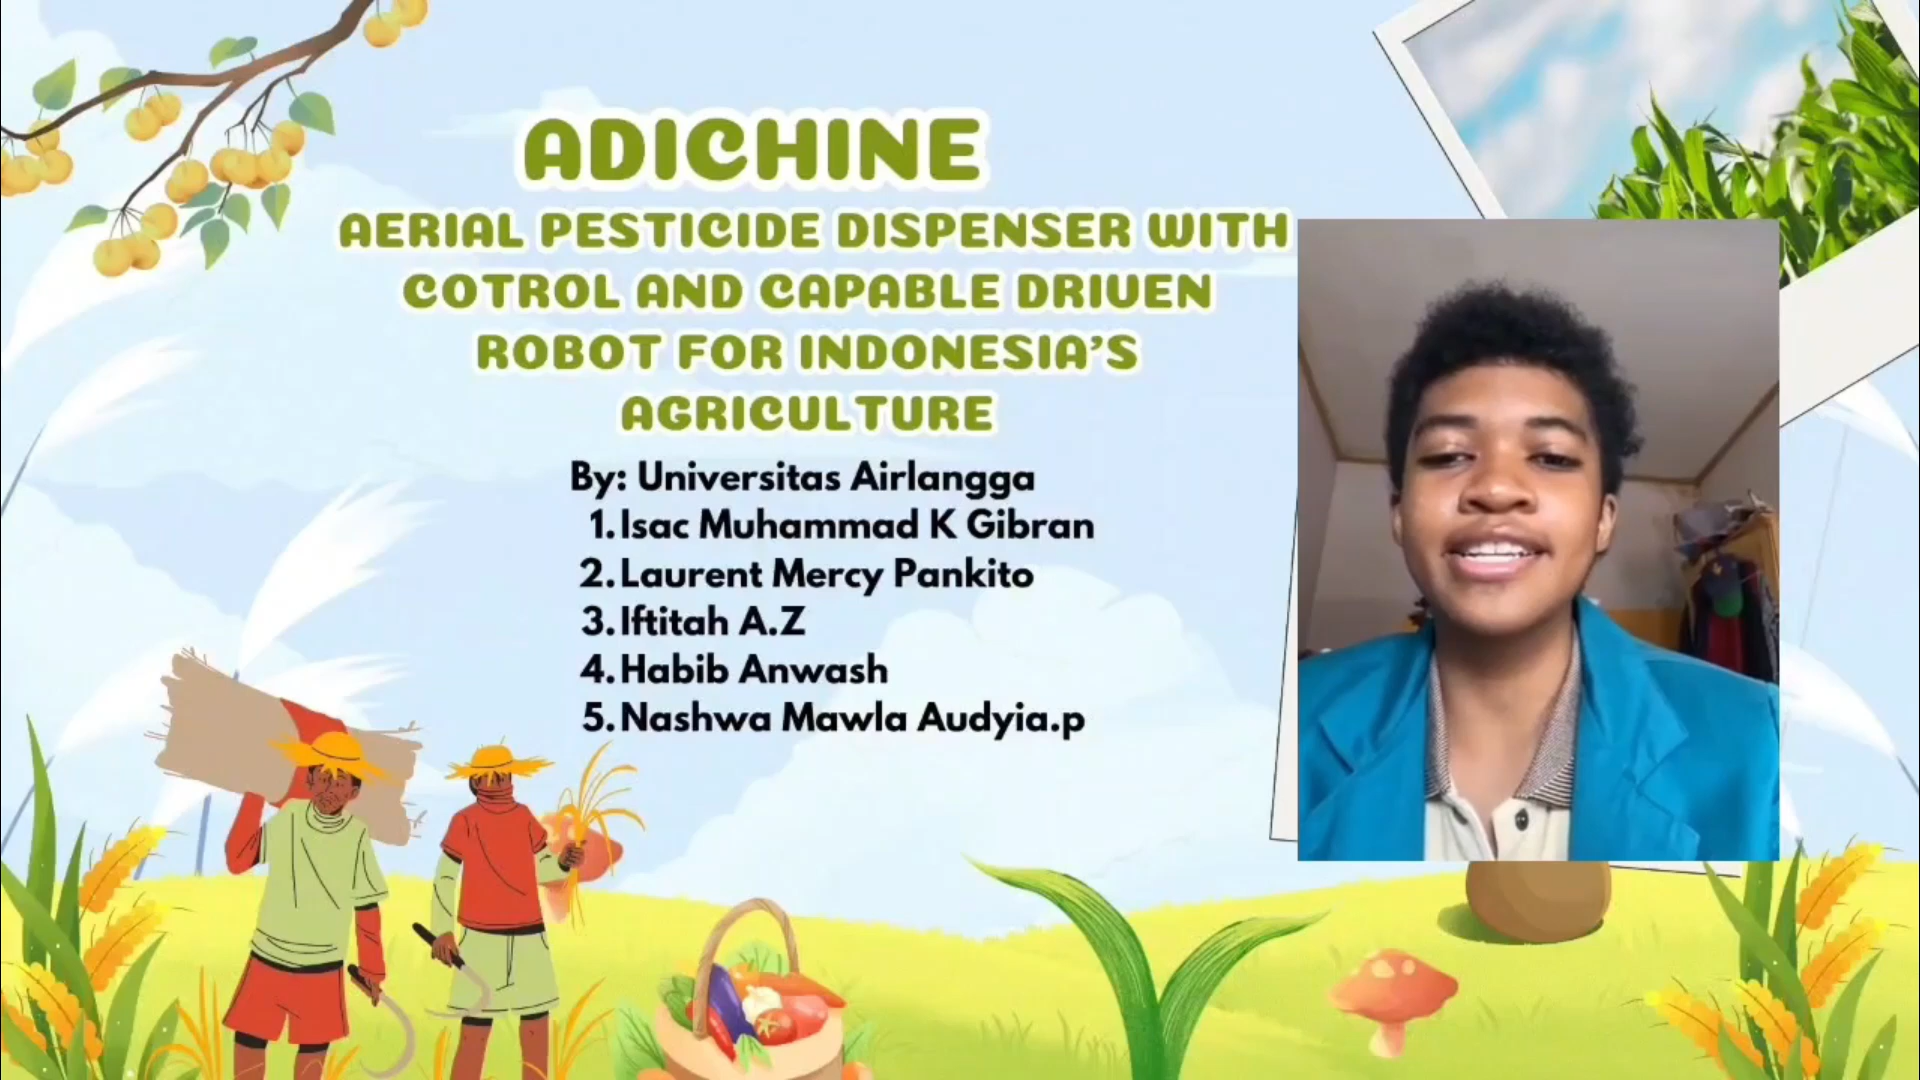 ADICHINE
AERIAL PESTICIDE DISPENSER WITH
COTROL AND CAPABLE DRIVEN
ROBOT FOR INDONESIA'S
AGRICULTURE
By: Universitas Airlangga
1. Isac Muhammad K Gibran
2. Laurent Mercy Pankito
3. Iftitah A.Z
4. Habib Anwash
5. Nashwa Mawla Audyia.p